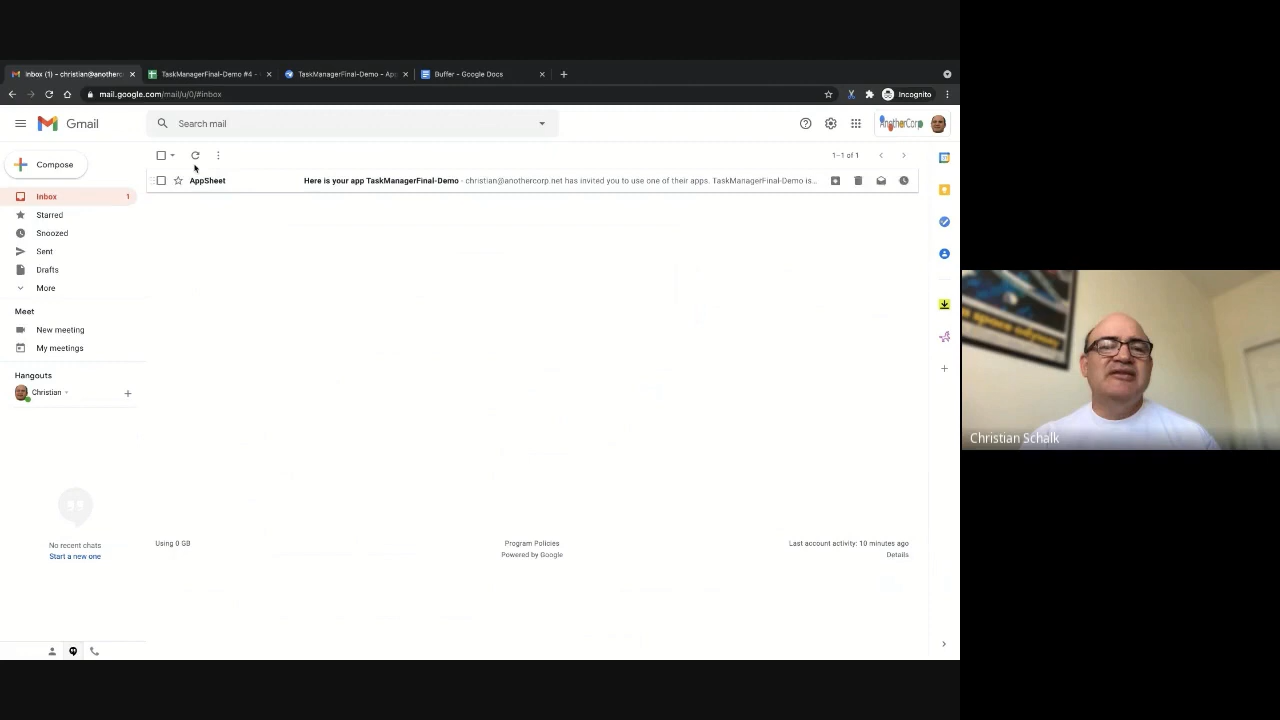 Inbox (1) - christian@anotherc
TaskManagerFinal-Demo #4 -
TaskManagerFinal-Demo - Ap
Buffer - Google Docs
mail.google.com/mail/u/0/#inbox
Incognito
Gmail
Search mail
AnotherCorp
Compose
1–1 of 1
AppSheet
Here is your app TaskManagerFinal-Demo - christian@anothercorp.net has invited you to use one of their apps. TaskManagerFinal-Demo is...
Inbox 1
Starred
Snoozed
Sent
Drafts
More
Meet
New meeting
My meetings
Hangouts
Christian
space odyssey
Christian Schalk
No recent chats
Start a new one
Using 0 GB
Program Policies
Powered by Google
Last account activity: 10 minutes ago
Details